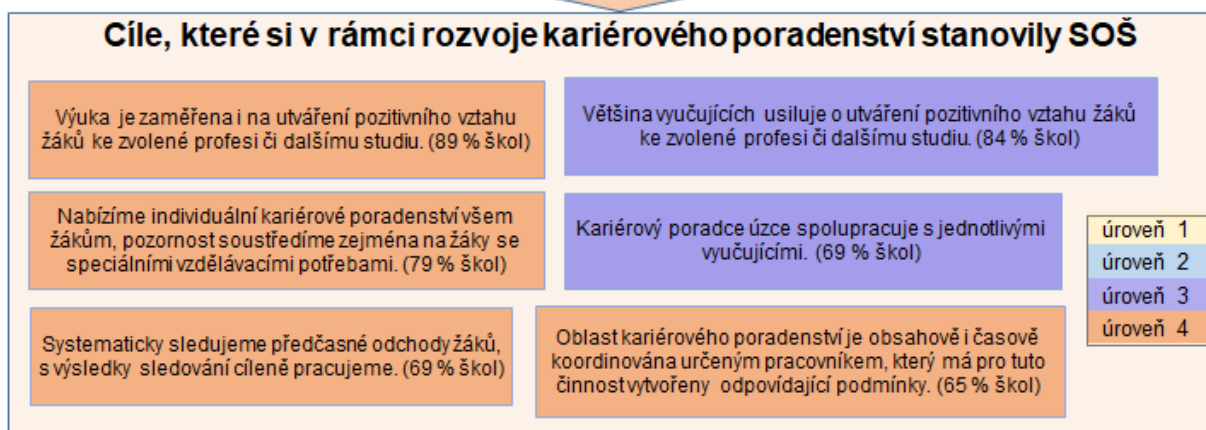 Cíle, které si v rámci rozvoje kariérového poradenství stanovily SOŠ
Výuka je zaměřena i na utváření pozitivního vztahu
žáků ke zvolené profesi či dalšímu studiu. (89 % škol)
Většina vyučujících usiluje o utváření pozitivního vztahu žáků
ke zvolené profesi či dalšímu studiu. (84 % škol)
Nabízíme individuální kariérové poradenství všem
žákům, pozornost soustředíme zejména na žáky se
speciálními vzdělávacími potřebami. (79 % škol)
Kariérový poradce úzce spolupracuje s jednotlivými
vyučujícími. (69 % škol)
Systematicky sledujeme předčasné odchody žáků,
s výsledky sledování cíleně pracujeme. (69 % škol)
Oblast kariérového poradenství je obsahově i časově
koordinována určeným pracovníkem, který má pro tuto
činnost vytvořeny odpovídající podmínky. (65 % škol)
úroveň 1
úroveň 2
úroveň 3
úroveň 4